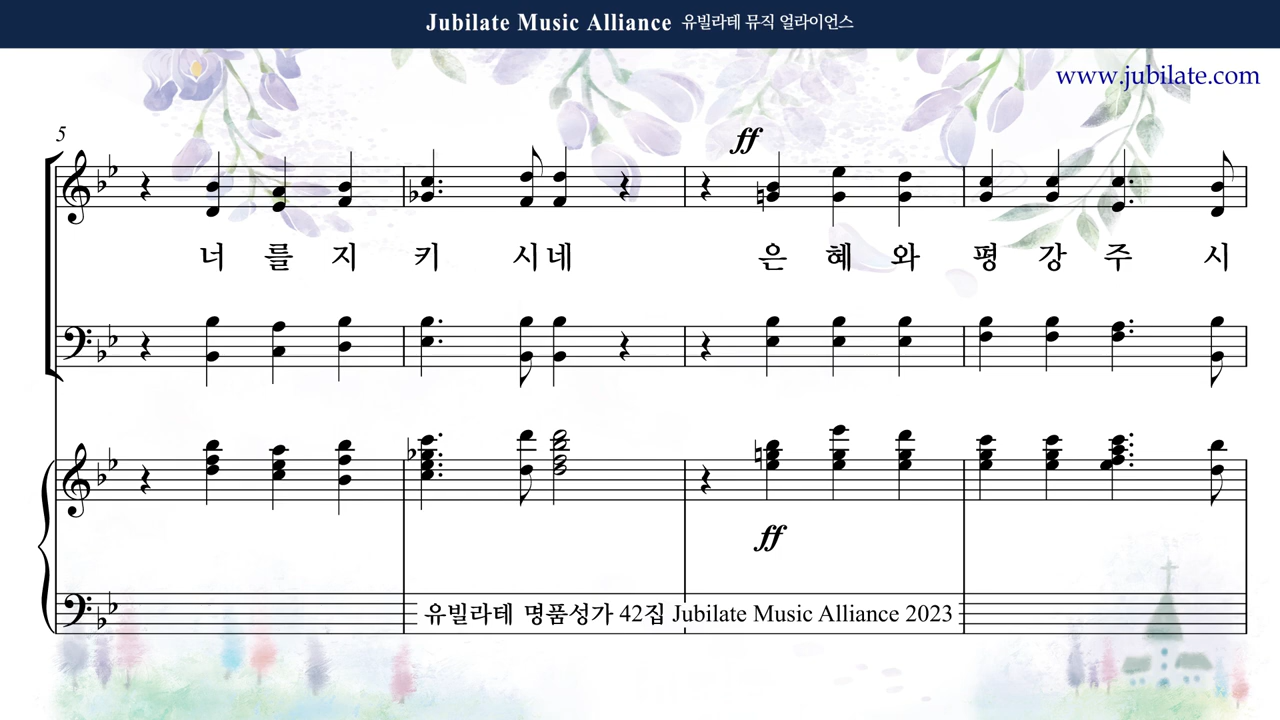 Jubilate Music Alliance 유빌라테 뮤직 얼라이언스
www.jubilate.com
5
ff
너 를 지 키 시 네 은 혜 와 평 강 주 시
ff
유빌라테 명품성가 42집 Jubilate Music Alliance 2023